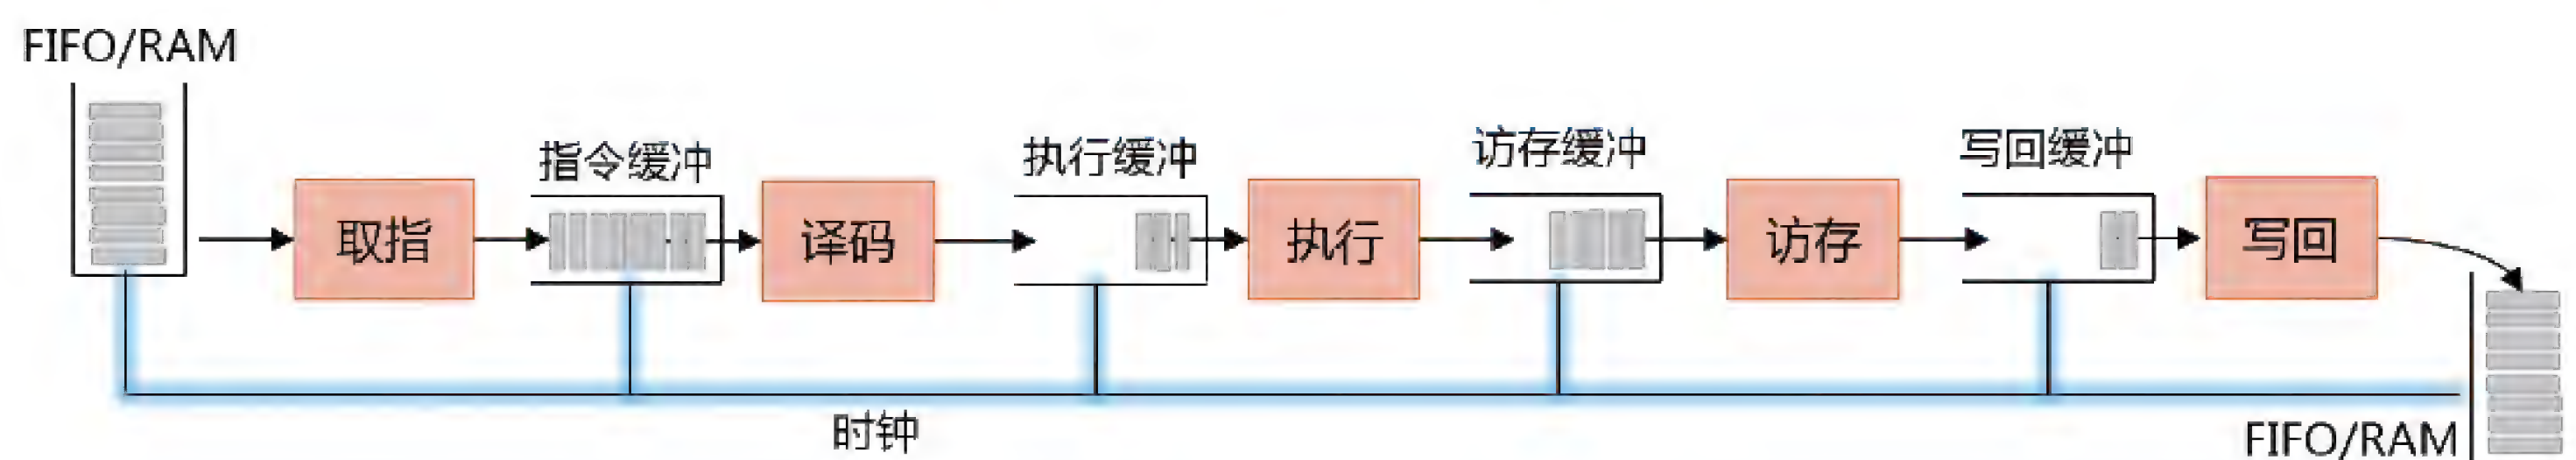 FIFO/RAM
指令缓冲
执行缓冲
访存缓冲
写回缓冲
取指
译码
执行
访存
写回
时钟
FIFO/RAM